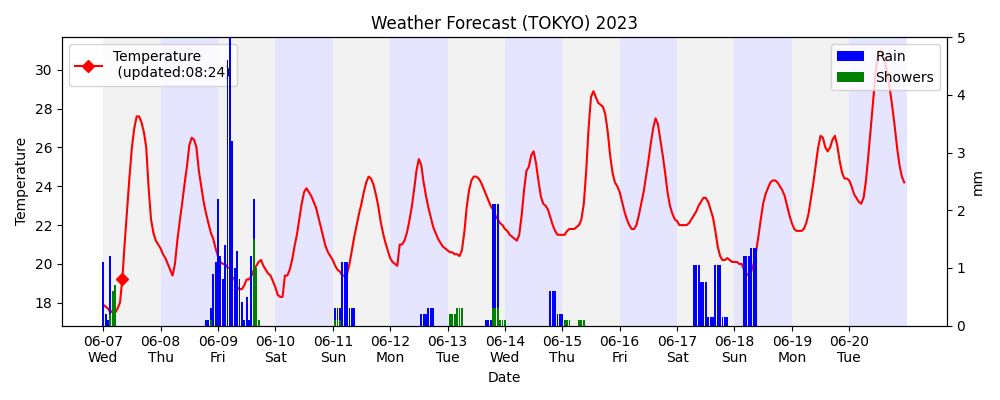 Weather Forecast (TOKYO) 2023
Temperature
(updated:08:24)
Rain
Showers
30
28
26
24
22
20
18
Temperature
5
4
3
2
1
0
mm
06-07 06-08 06-09 06-10 06-11 06-12 06-13 06-14 06-15 06-16 06-17 06-18 06-19 06-20
Wed Thu Fri Sat Sun Mon Tue Wed Thu Fri Sat Sun Mon Tue
Date